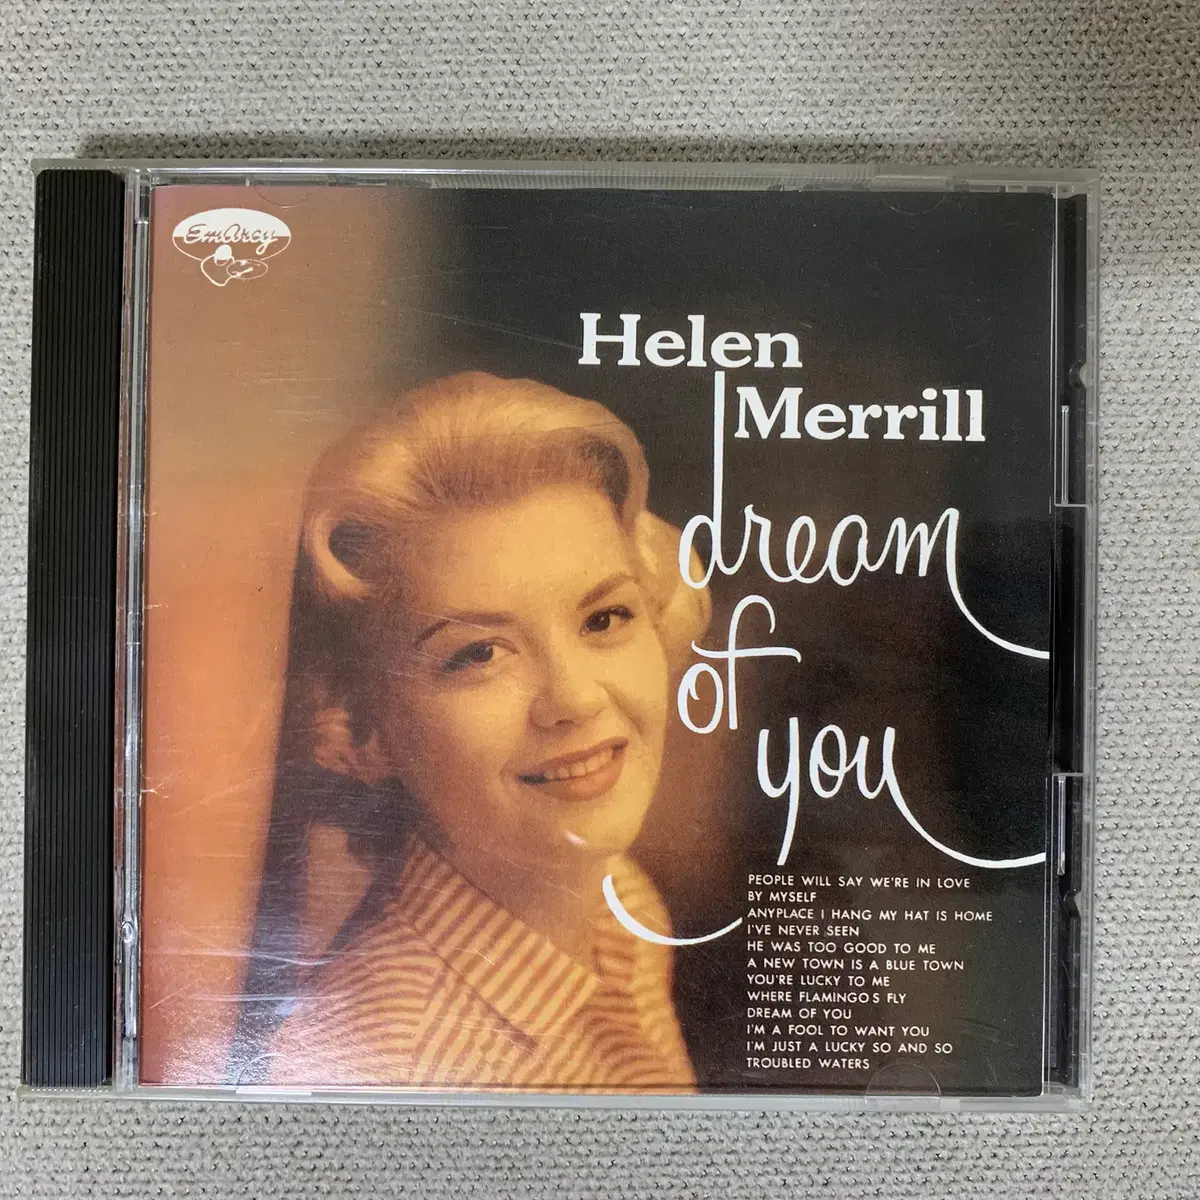 EmArcy
Helen
Merrill
dream
of
you
PEOPLE WILL SAY WE'RE IN LOVE
BY MYSELF
ANYPLACE I HANG MY HAT IS HOME
I'VE NEVER SEEN
HE WAS TOO GOOD TO ME
A NEW TOWN IS A BLUE TOWN
YOU'RE LUCKY TO ME
WHERE FLAMINGOS FLY
DREAM OF YOU
I'M A FOOL TO WANT YOU
I'M JUST A LUCKY SO AND SO
TROUBLED WATERS